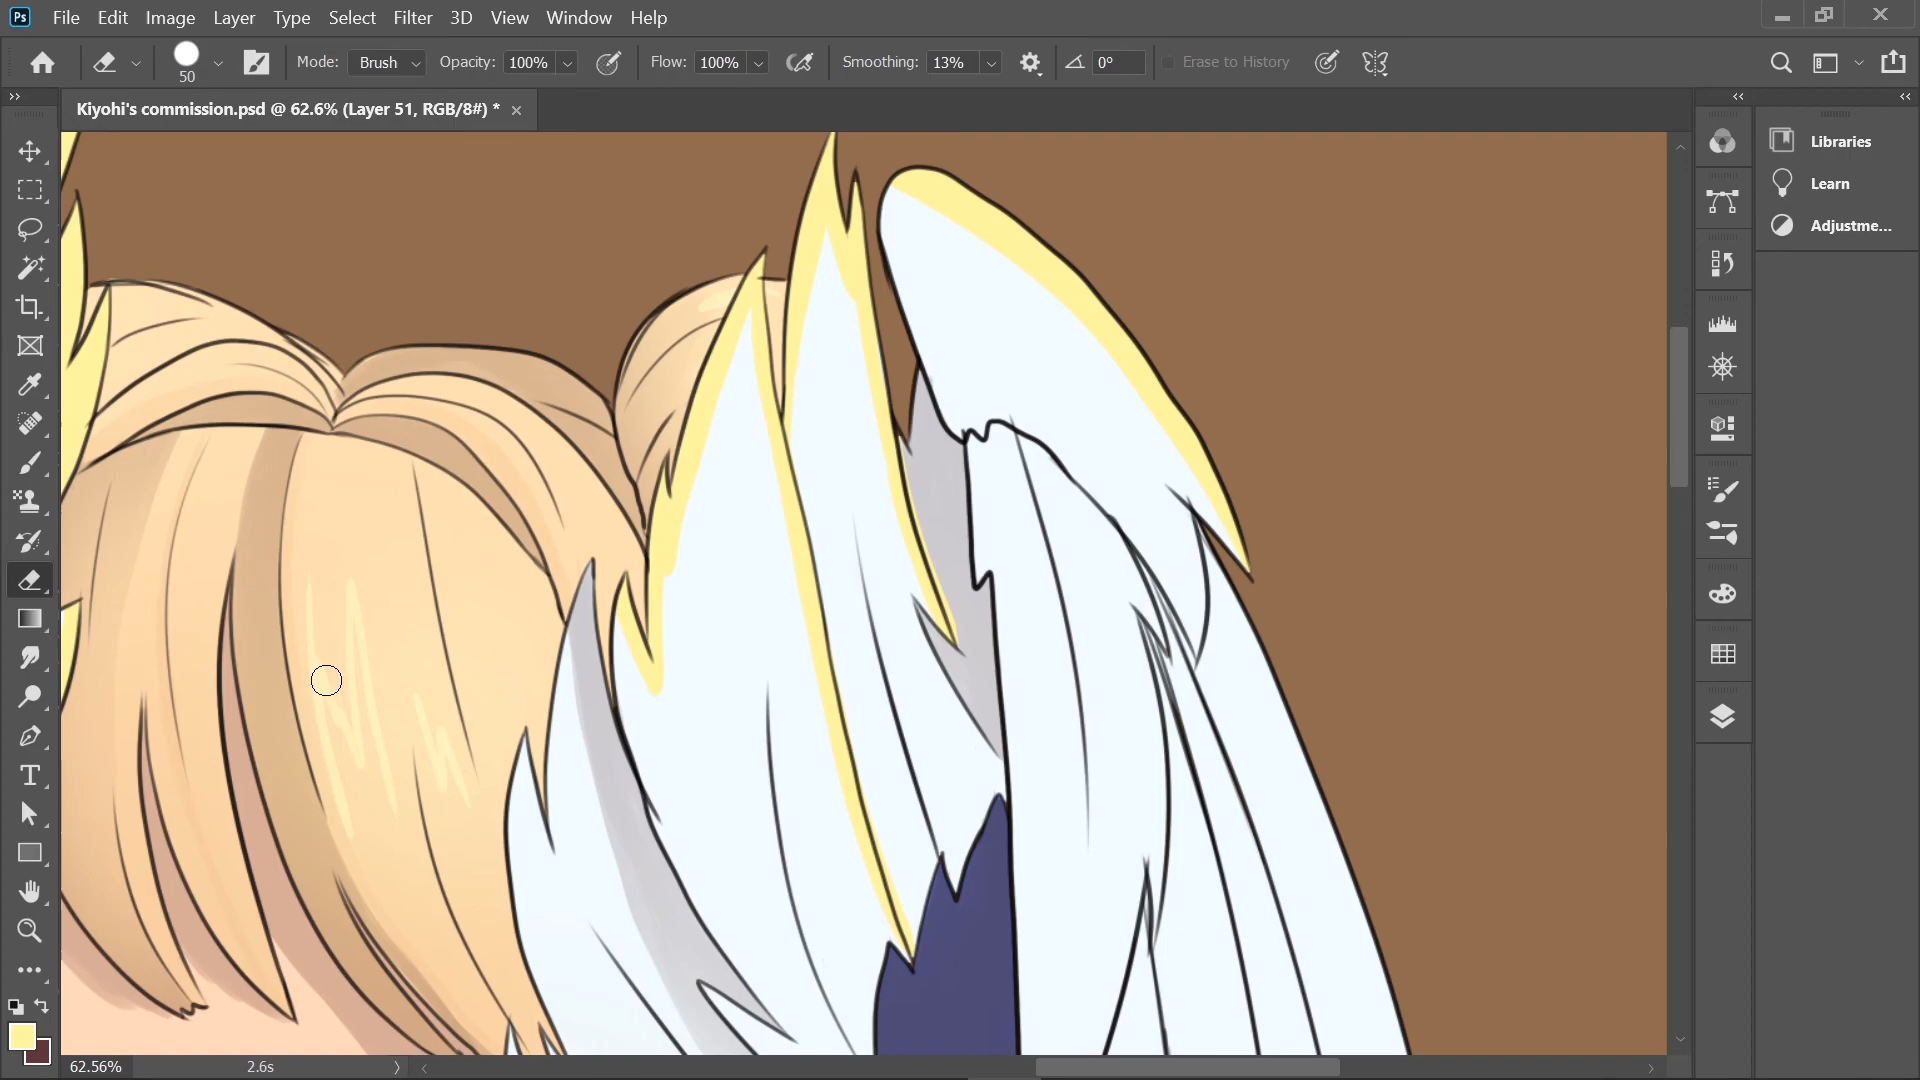 Ps File Edit Image Layer Type Select Filter 3D View Window Help
50 Mode: Brush Opacity: 100% Flow: 100% Smoothing: 13% 0° Erase to History
Kiyohi's commission.psd @ 62.6% (Layer 51, RGB/8#) *
Libraries
Learn
Adjustme...
62.56% 2.6s